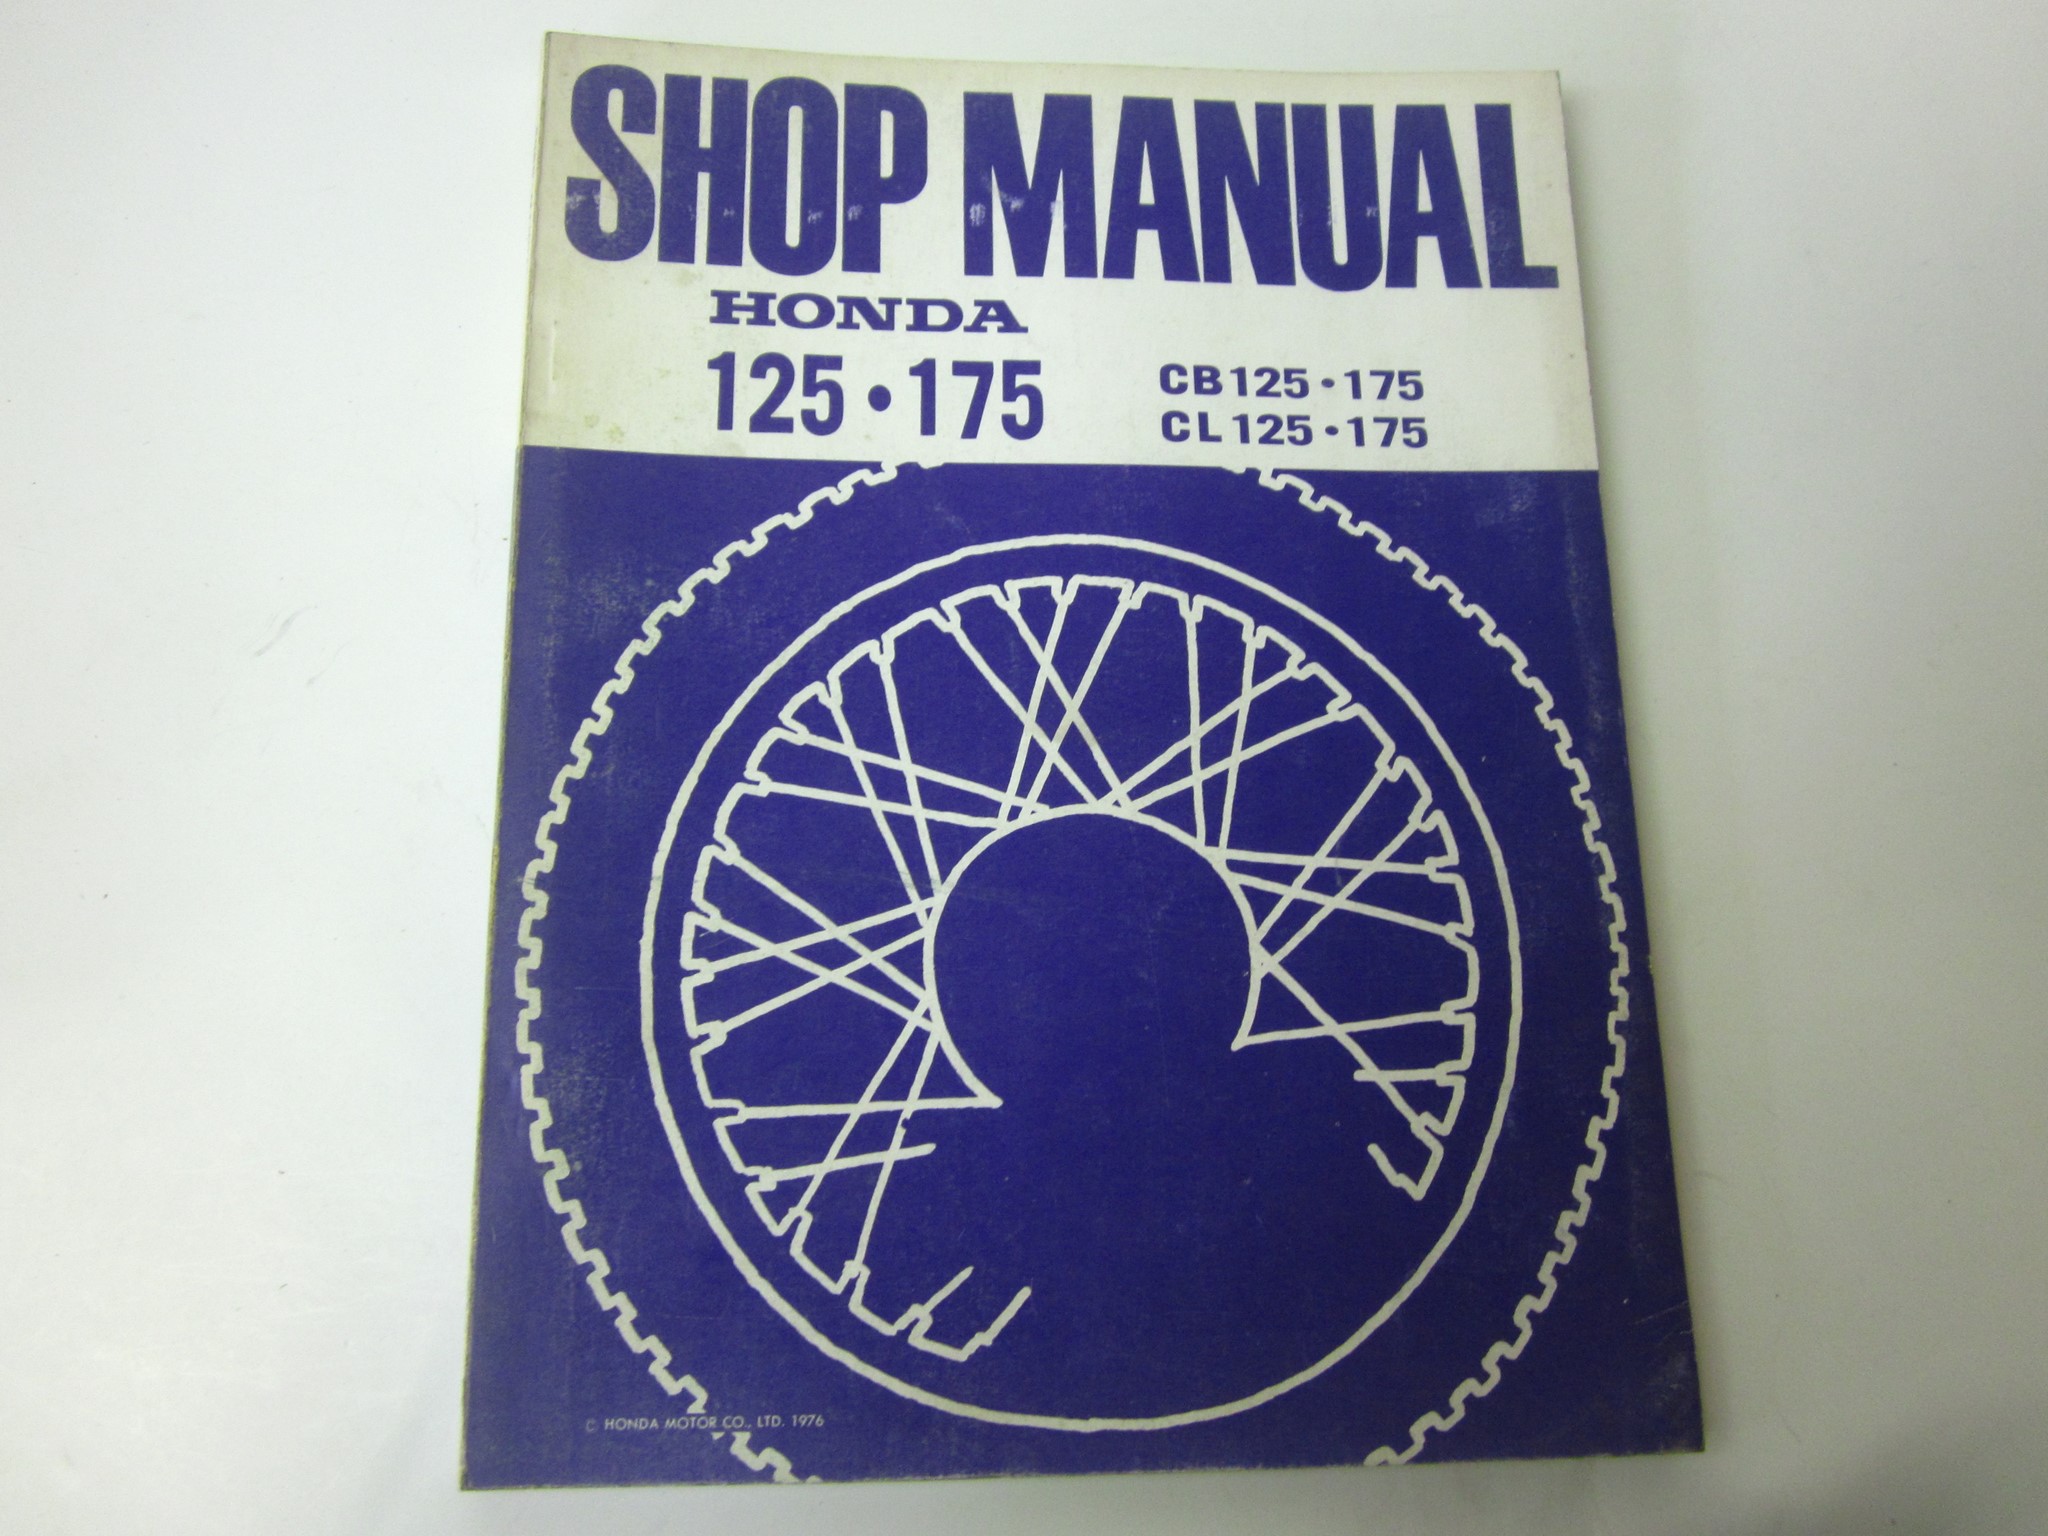 SHOP MANUAL
HONDA
125・175
CB125・175
CL125・175
© HONDA MOTOR CO., LTD. 1976